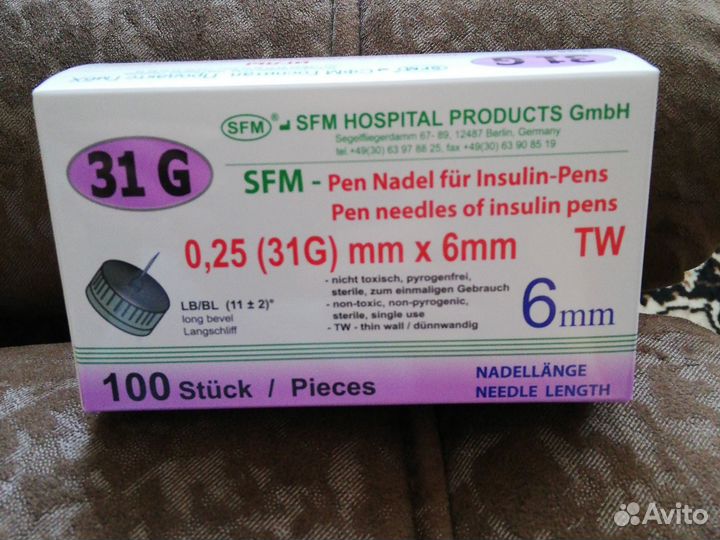 31 G
SFM® SFM HOSPITAL PRODUCTS GmbH
Segelfliegerdamm 67- 89, 12487 Berlin, Germany
tel. +49(30) 63 97 88 25, fax +49(30) 63 90 85 19
31 G
SFM - Pen Nadel für Insulin-Pens
Pen needles of insulin pens
0,25 (31G) mm x 6mm TW
- nicht toxisch, pyrogenfrei,
sterile, zum einmaligen Gebrauch
- non-toxic, non-pyrogenic,
sterile, single use
- TW - thin wall / dünnwandig
LB/BL (11 ± 2)°
long bevel
Langschliff
6mm
100 Stück / Pieces
NADELLÄNGE
NEEDLE LENGTH
Avito